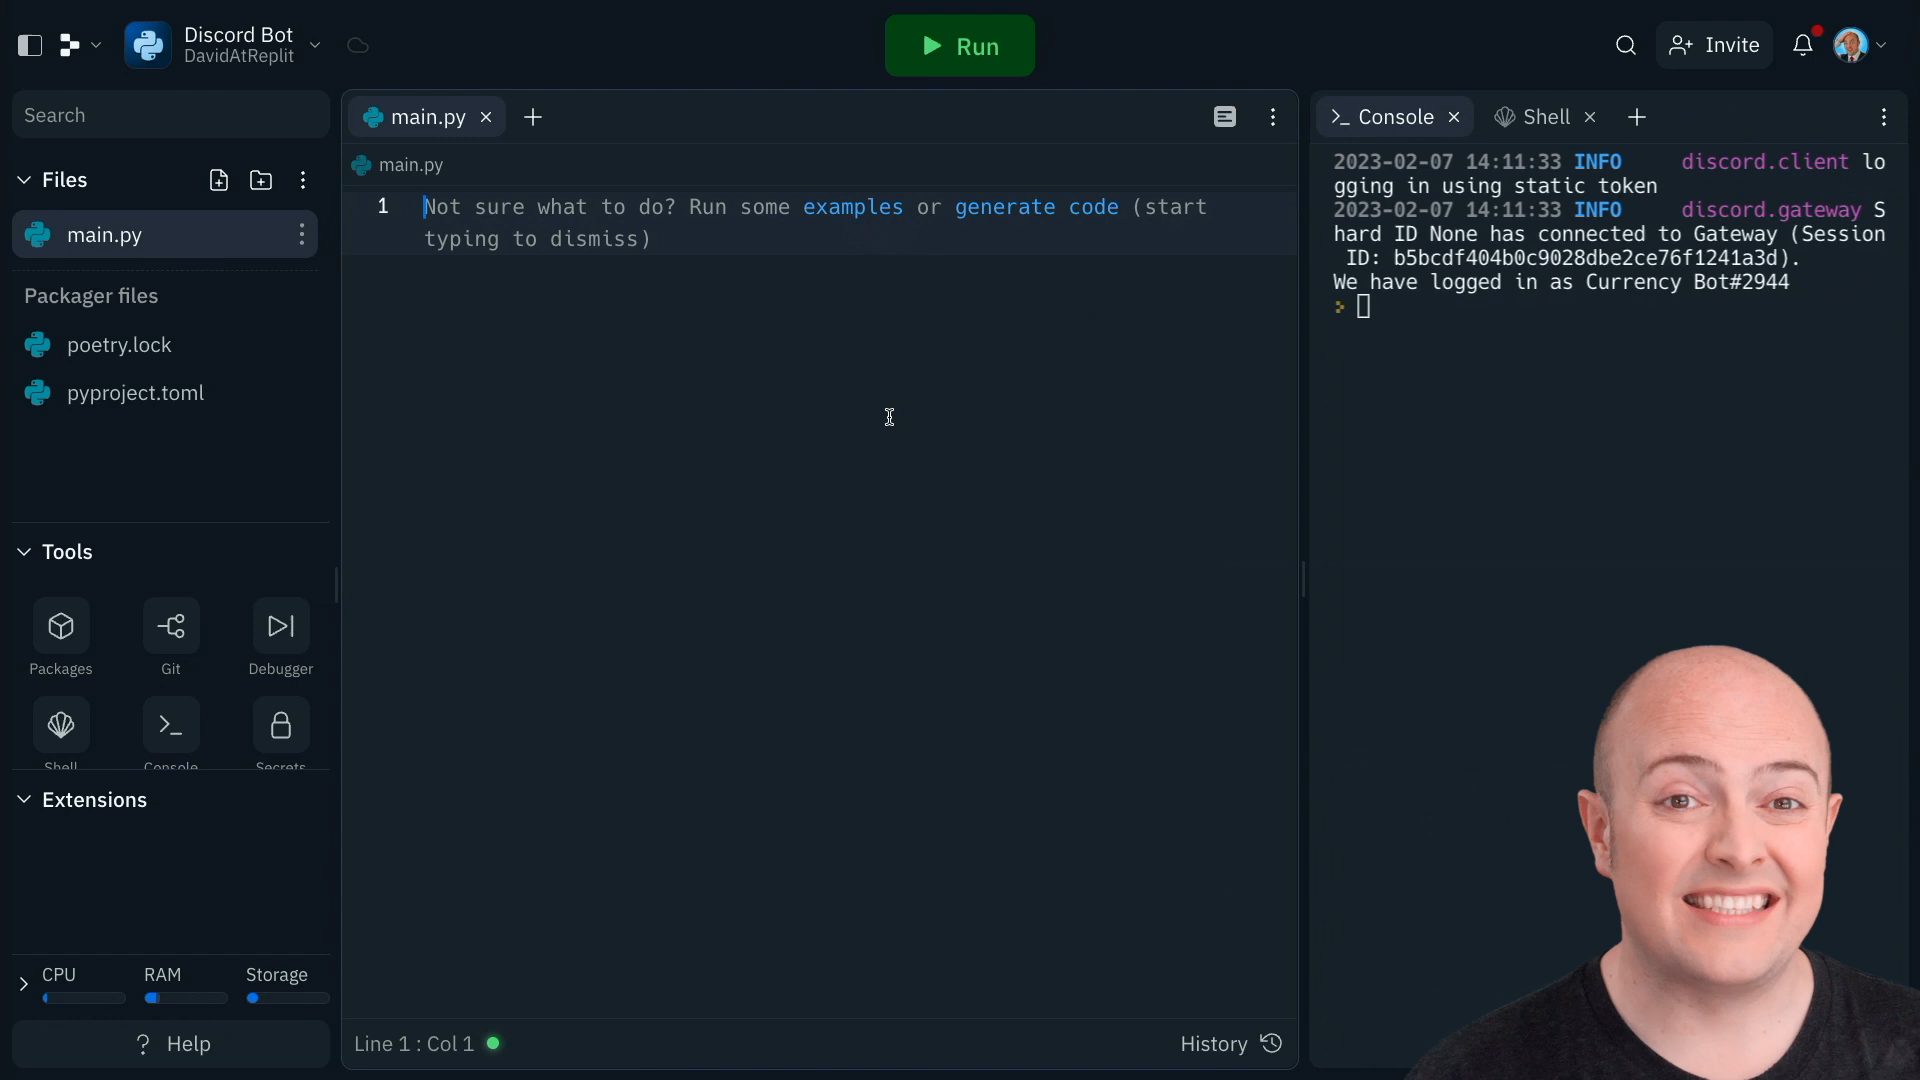 Discord Bot
DavidAtReplit
Run
Invite
Search
Files
main.py
Packager files
poetry.lock
pyproject.toml
Tools
Packages
Git
Debugger
Shell
Console
Secrets
Extensions
CPU
RAM
Storage
? Help
main.py
main.py
1
Not sure what to do? Run some examples or generate code (start
typing to dismiss)
Line 1 : Col 1
History
Console
Shell
2023-02-07 14:11:33 INFO     discord.client lo
gging in using static token
2023-02-07 14:11:33 INFO     discord.gateway S
hard ID None has connected to Gateway (Session
 ID: b5bcdf404b0c9028dbe2ce76f1241a3d).
We have logged in as Currency Bot#2944